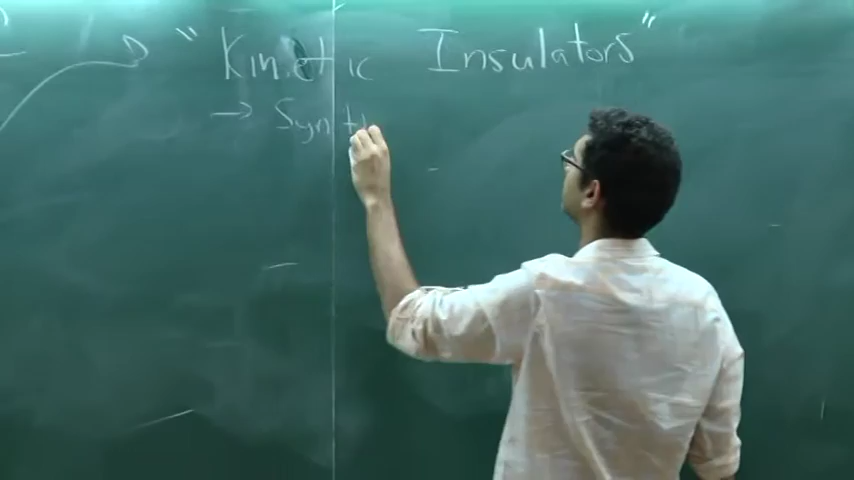 "Kinetic Insulators"
→ Synth